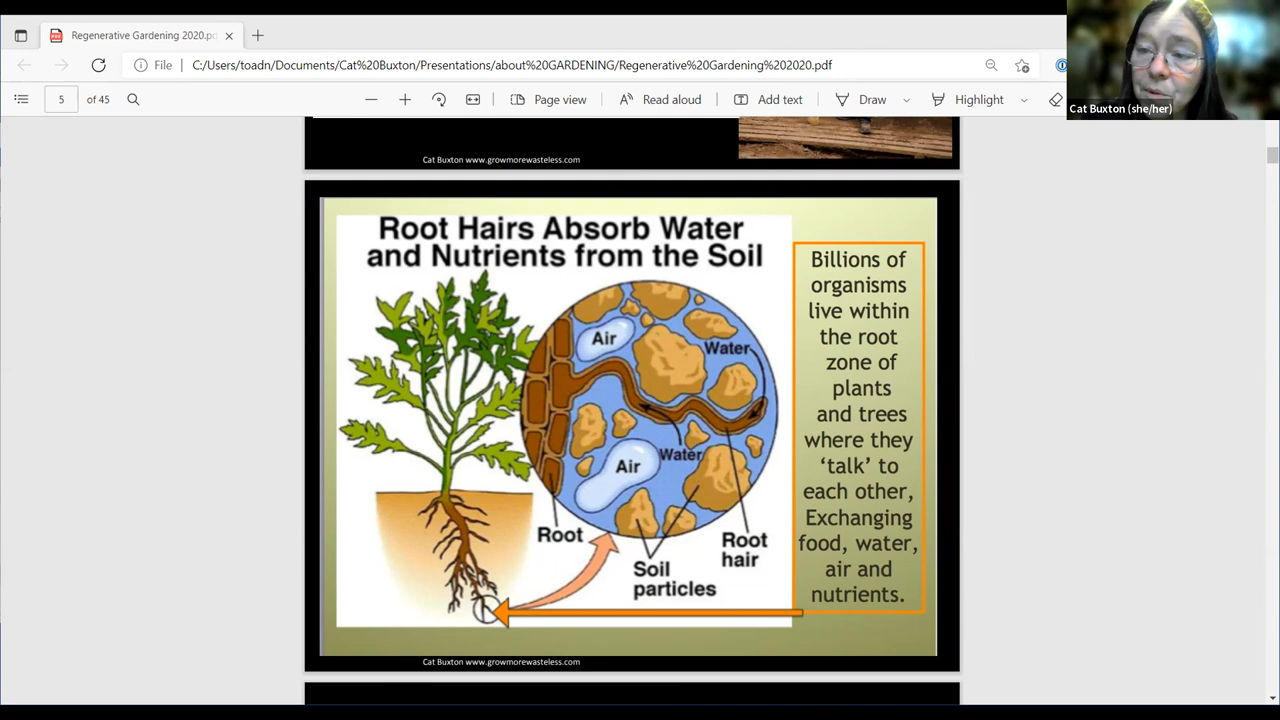 Regenerative Gardening 2020.pd
File
C:/Users/toadn/Documents/Cat%20Buxton/Presentations/about%20GARDENING/Regenerative%20Gardening%202020.pdf
5 of 45
Page view
Read aloud
Add text
Draw
Highlight
Cat Buxton (she/her)
Cat Buxton www.growmorewasteless.com
Root Hairs Absorb Water
and Nutrients from the Soil
Air
Water
Water
Air
Root
Soil
particles
Root
hair
Billions of
organisms
live within
the root
zone of
plants
and trees
where they
‘talk’ to
each other,
Exchanging
food, water,
air and
nutrients.
Cat Buxton www.growmorewasteless.com